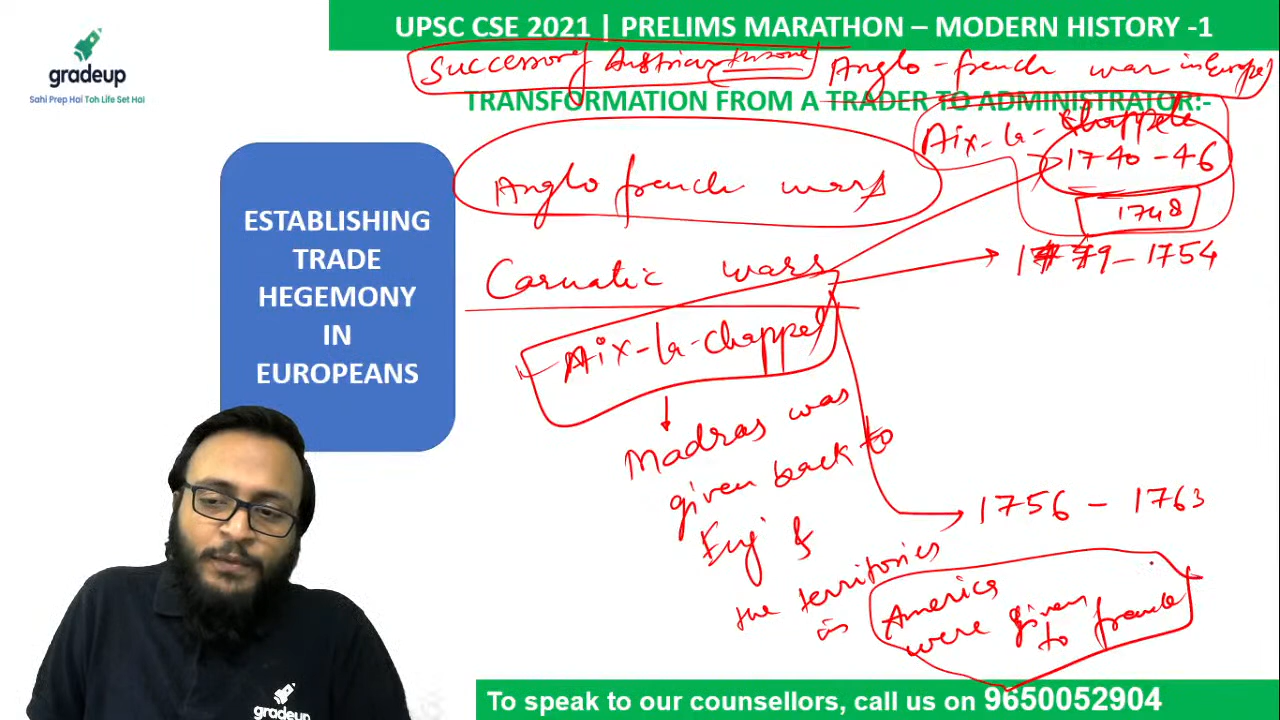 UPSC CSE 2021 | PRELIMS MARATHON – MODERN HISTORY -1
gradeup
Sahi Prep Hai Toh Life Set Hai
Successor of Austrian throne
Anglo-french war in Europe
TRANSFORMATION FROM A TRADER TO ADMINISTRATOR:-
Aix-la-chappele
1740-46
1748
Anglo french wars
ESTABLISHING
TRADE
HEGEMONY
IN
EUROPEANS
Carnatic wars
1749-1754
Aix-la-chappel
Madras was
given back to
Eng &
the territories
in America
were given
to france
1756 - 1763
gradeup
To speak to our counsellors, call us on 9650052904